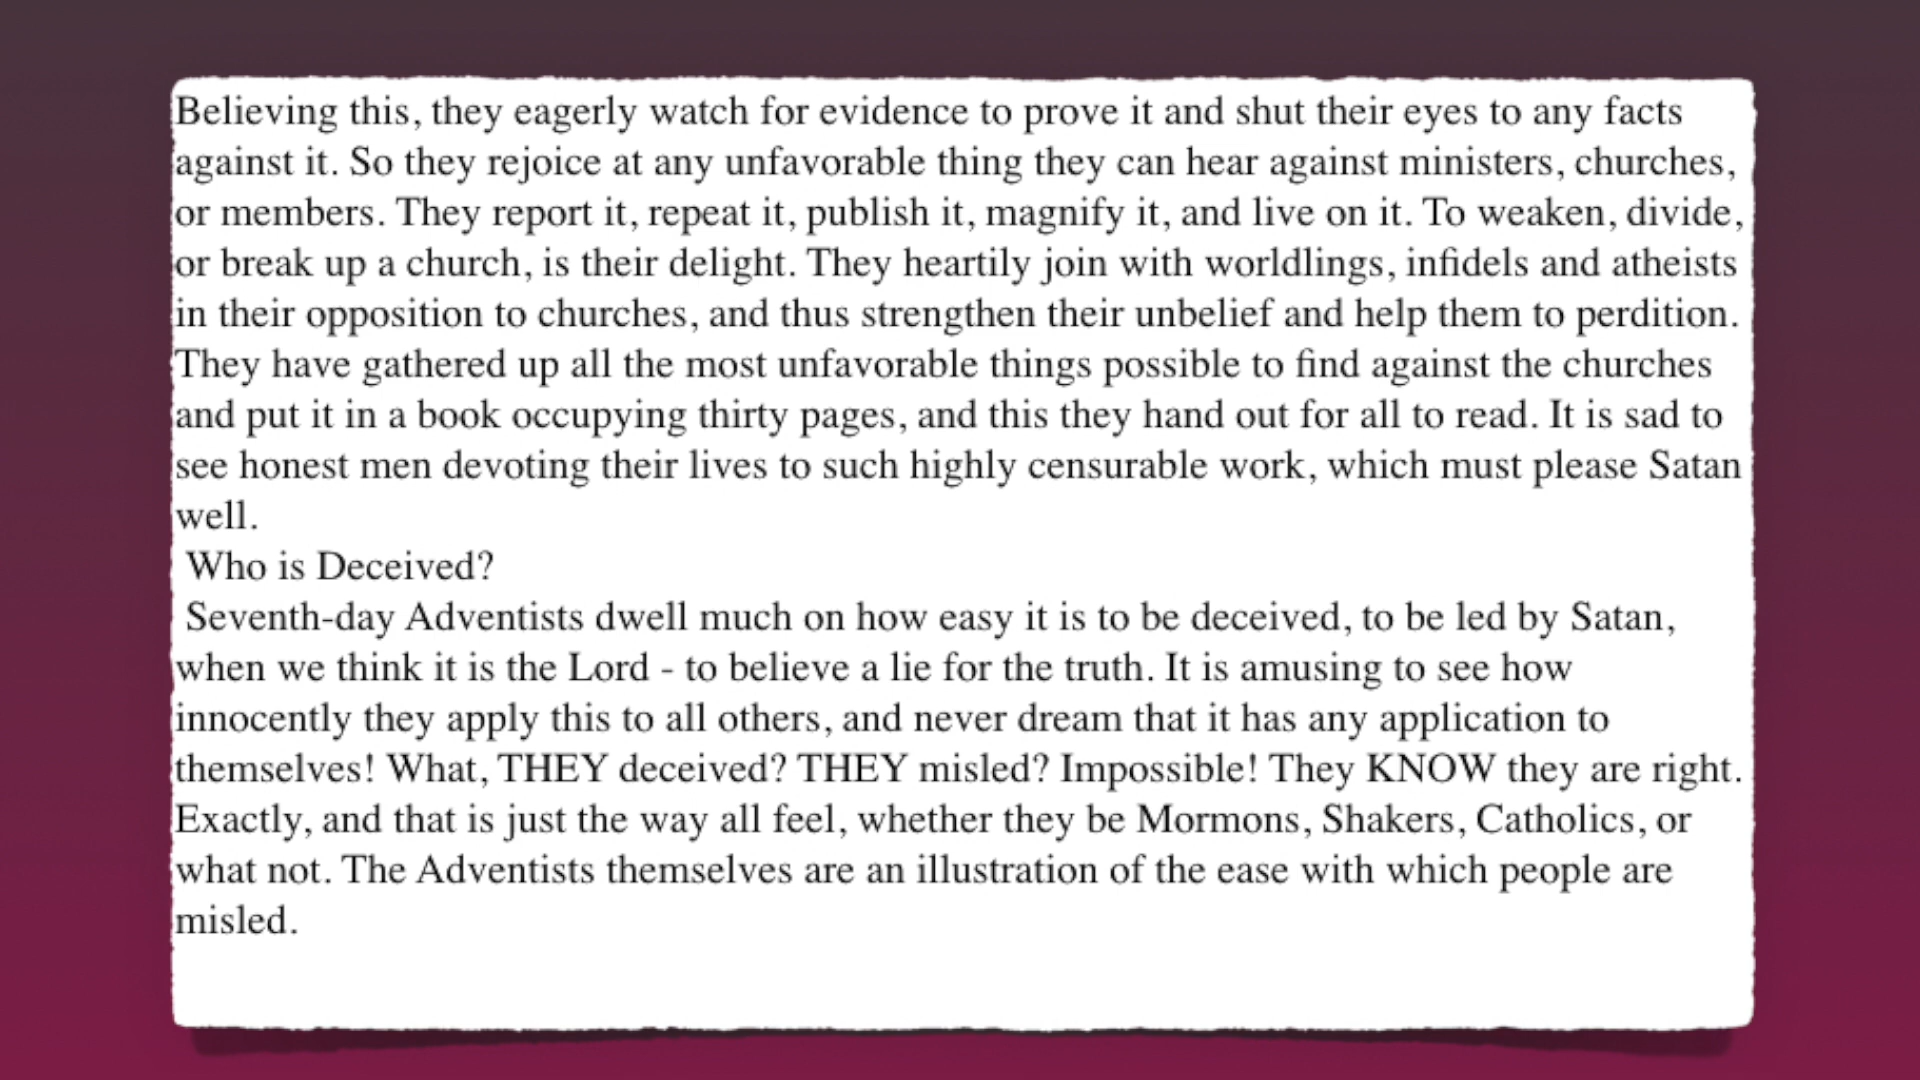 Believing this, they eagerly watch for evidence to prove it and shut their eyes to any facts
against it. So they rejoice at any unfavorable thing they can hear against ministers, churches,
or members. They report it, repeat it, publish it, magnify it, and live on it. To weaken, divide,
or break up a church, is their delight. They heartily join with worldlings, infidels and atheists
in their opposition to churches, and thus strengthen their unbelief and help them to perdition.
They have gathered up all the most unfavorable things possible to find against the churches
and put it in a book occupying thirty pages, and this they hand out for all to read. It is sad to
see honest men devoting their lives to such highly censurable work, which must please Satan
well.
Who is Deceived?
Seventh-day Adventists dwell much on how easy it is to be deceived, to be led by Satan,
when we think it is the Lord - to believe a lie for the truth. It is amusing to see how
innocently they apply this to all others, and never dream that it has any application to
themselves! What, THEY deceived? THEY misled? Impossible! They KNOW they are right.
Exactly, and that is just the way all feel, whether they be Mormons, Shakers, Catholics, or
what not. The Adventists themselves are an illustration of the ease with which people are
misled.